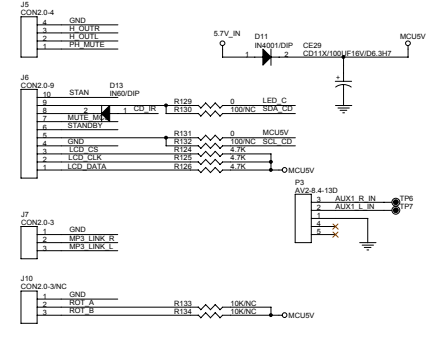 J5
CON2.0-4
4 GND
3 H_OUTR
2 H_OUTL
1 PH_MUTE
5.7V_IN
D11
IN4001/DIP
1 2
CE29
CD11X/100UF16V/D6.3H7
MCU5V
+
J6
CON2.0-9
10 STAN
D13
IN60/DIP
9 R129 0 LED_C
8 2 1 CD_IR R130 100/NC SDA_CD
7 MUTE_MC
6 STANDBY
5 R131 0 MCU5V
4 GND R132 100/NC SCL_CD
3 LCD_CS R124 4.7K
2 LCD_CLK R125 4.7K
1 LCD_DATA R126 4.7K MCU5V
P3
AV2-8.4-13D
3 AUX1_R_IN TP6
2 AUX1_L_IN TP7
1
4
5
J7
CON2.0-3
1 GND
2 MP3_LINK_R
3 MP3_LINK_L
J10
CON2.0-3/NC
1 GND
2 ROT_A R133 10K/NC
3 ROT_B R134 10K/NC MCU5V